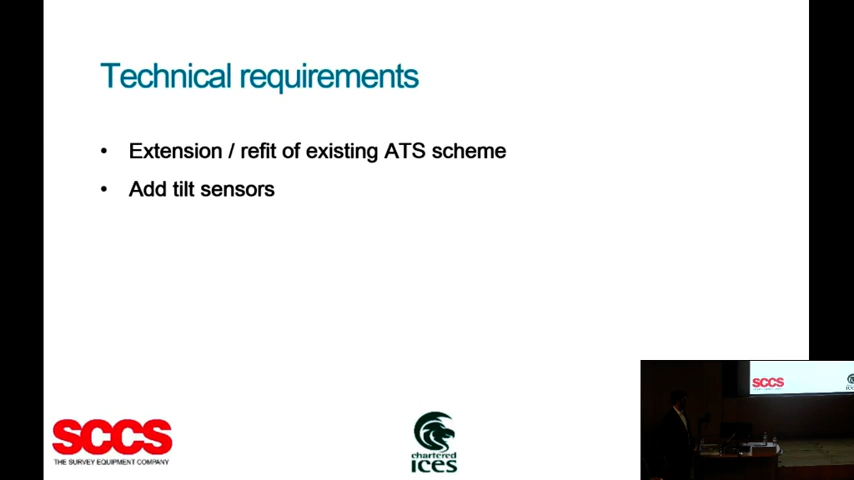 Technical requirements
• Extension / refit of existing ATS scheme
• Add tilt sensors
SCCS
THE SURVEY EQUIPMENT COMPANY
chartered
ICES
SCCS